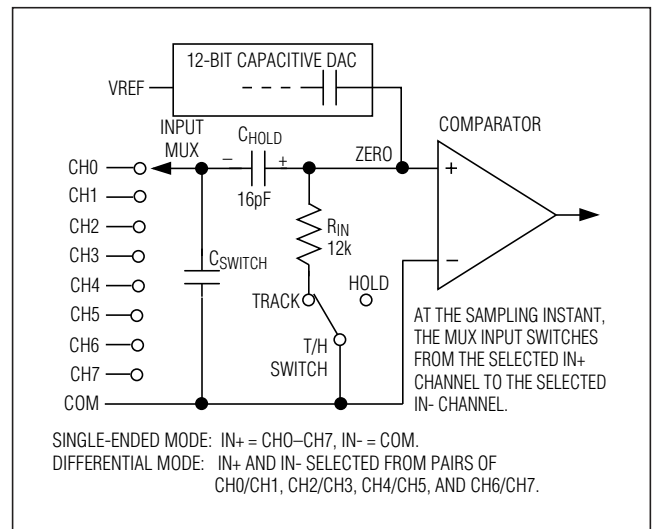 12-BIT CAPACITIVE DAC
VREF
INPUT
MUX
CHOLD
– +
16pF
ZERO
COMPARATOR
+
–
CH0
CH1
CH2
CH3
CH4
CH5
CH6
CH7
COM
CSWITCH
RIN
12k
TRACK
HOLD
T/H
SWITCH
AT THE SAMPLING INSTANT,
THE MUX INPUT SWITCHES
FROM THE SELECTED IN+
CHANNEL TO THE SELECTED
IN- CHANNEL.
SINGLE-ENDED MODE: IN+ = CHO–CH7, IN- = COM.
DIFFERENTIAL MODE: IN+ AND IN- SELECTED FROM PAIRS OF
CH0/CH1, CH2/CH3, CH4/CH5, AND CH6/CH7.